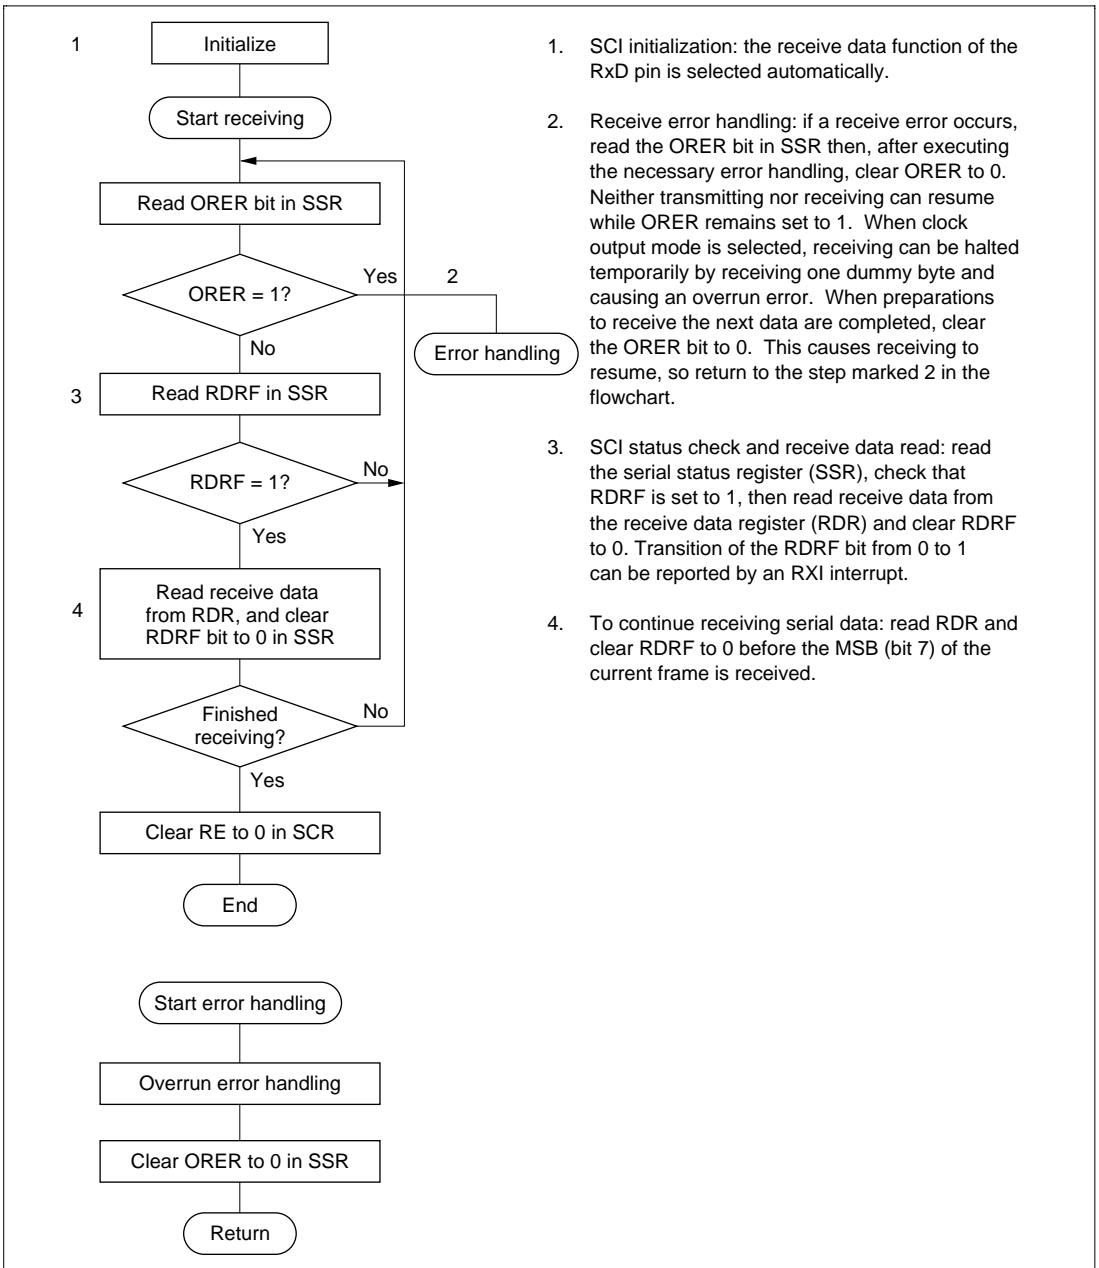 1
Initialize
Start receiving
Read ORER bit in SSR
ORER = 1?
Yes
2
Error handling
No
3
Read RDRF in SSR
RDRF = 1?
No
Yes
4
Read receive data
from RDR, and clear
RDRF bit to 0 in SSR
Finished
receiving?
No
Yes
Clear RE to 0 in SCR
End
Start error handling
Overrun error handling
Clear ORER to 0 in SSR
Return
1. SCI initialization: the receive data function of the
RxD pin is selected automatically.
2. Receive error handling: if a receive error occurs,
read the ORER bit in SSR then, after executing
the necessary error handling, clear ORER to 0.
Neither transmitting nor receiving can resume
while ORER remains set to 1. When clock
output mode is selected, receiving can be halted
temporarily by receiving one dummy byte and
causing an overrun error. When preparations
to receive the next data are completed, clear
the ORER bit to 0. This causes receiving to
resume, so return to the step marked 2 in the
flowchart.
3. SCI status check and receive data read: read
the serial status register (SSR), check that
RDRF is set to 1, then read receive data from
the receive data register (RDR) and clear RDRF
to 0. Transition of the RDRF bit from 0 to 1
can be reported by an RXI interrupt.
4. To continue receiving serial data: read RDR and
clear RDRF to 0 before the MSB (bit 7) of the
current frame is received.